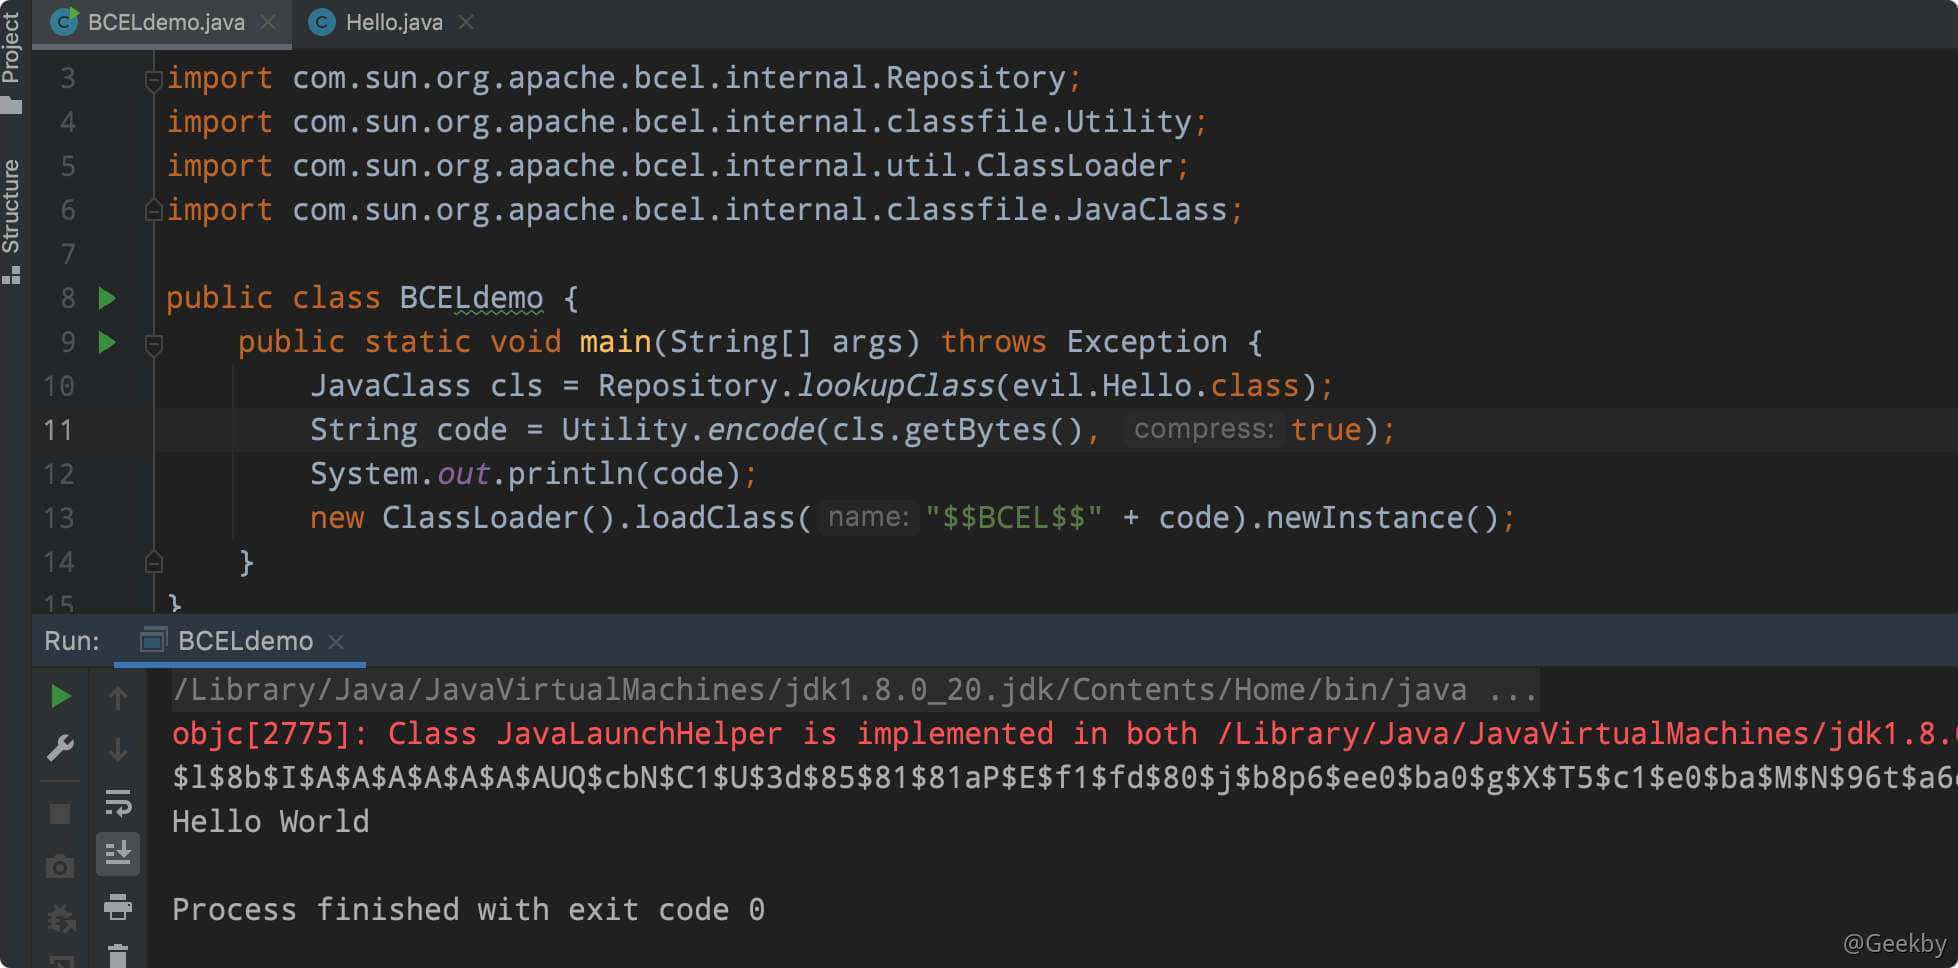 BCELdemo.java Hello.java
Project
Structure
3 import com.sun.org.apache.bcel.internal.Repository;
4 import com.sun.org.apache.bcel.internal.classfile.Utility;
5 import com.sun.org.apache.bcel.internal.util.ClassLoader;
6 import com.sun.org.apache.bcel.internal.classfile.JavaClass;
7
8 public class BCELdemo {
9 public static void main(String[] args) throws Exception {
10 JavaClass cls = Repository.lookupClass(evil.Hello.class);
11 String code = Utility.encode(cls.getBytes(), compress: true);
12 System.out.println(code);
13 new ClassLoader().loadClass( name: "$$BCEL$$" + code).newInstance();
14 }
15 }
Run: BCELdemo
/Library/Java/JavaVirtualMachines/jdk1.8.0_20.jdk/Contents/Home/bin/java ...
objc[2775]: Class JavaLaunchHelper is implemented in both /Library/Java/JavaVirtualMachines/jdk1.8.
$l$8b$I$A$A$A$A$A$A$AUQ$cbN$C1$U$3d$85$81$81aP$E$f1$fd$80$j$b8p6$ee0$ba0$g$X$T5$c1$e0$ba$M$N$96t$a6
Hello World
Process finished with exit code 0
@Geekby